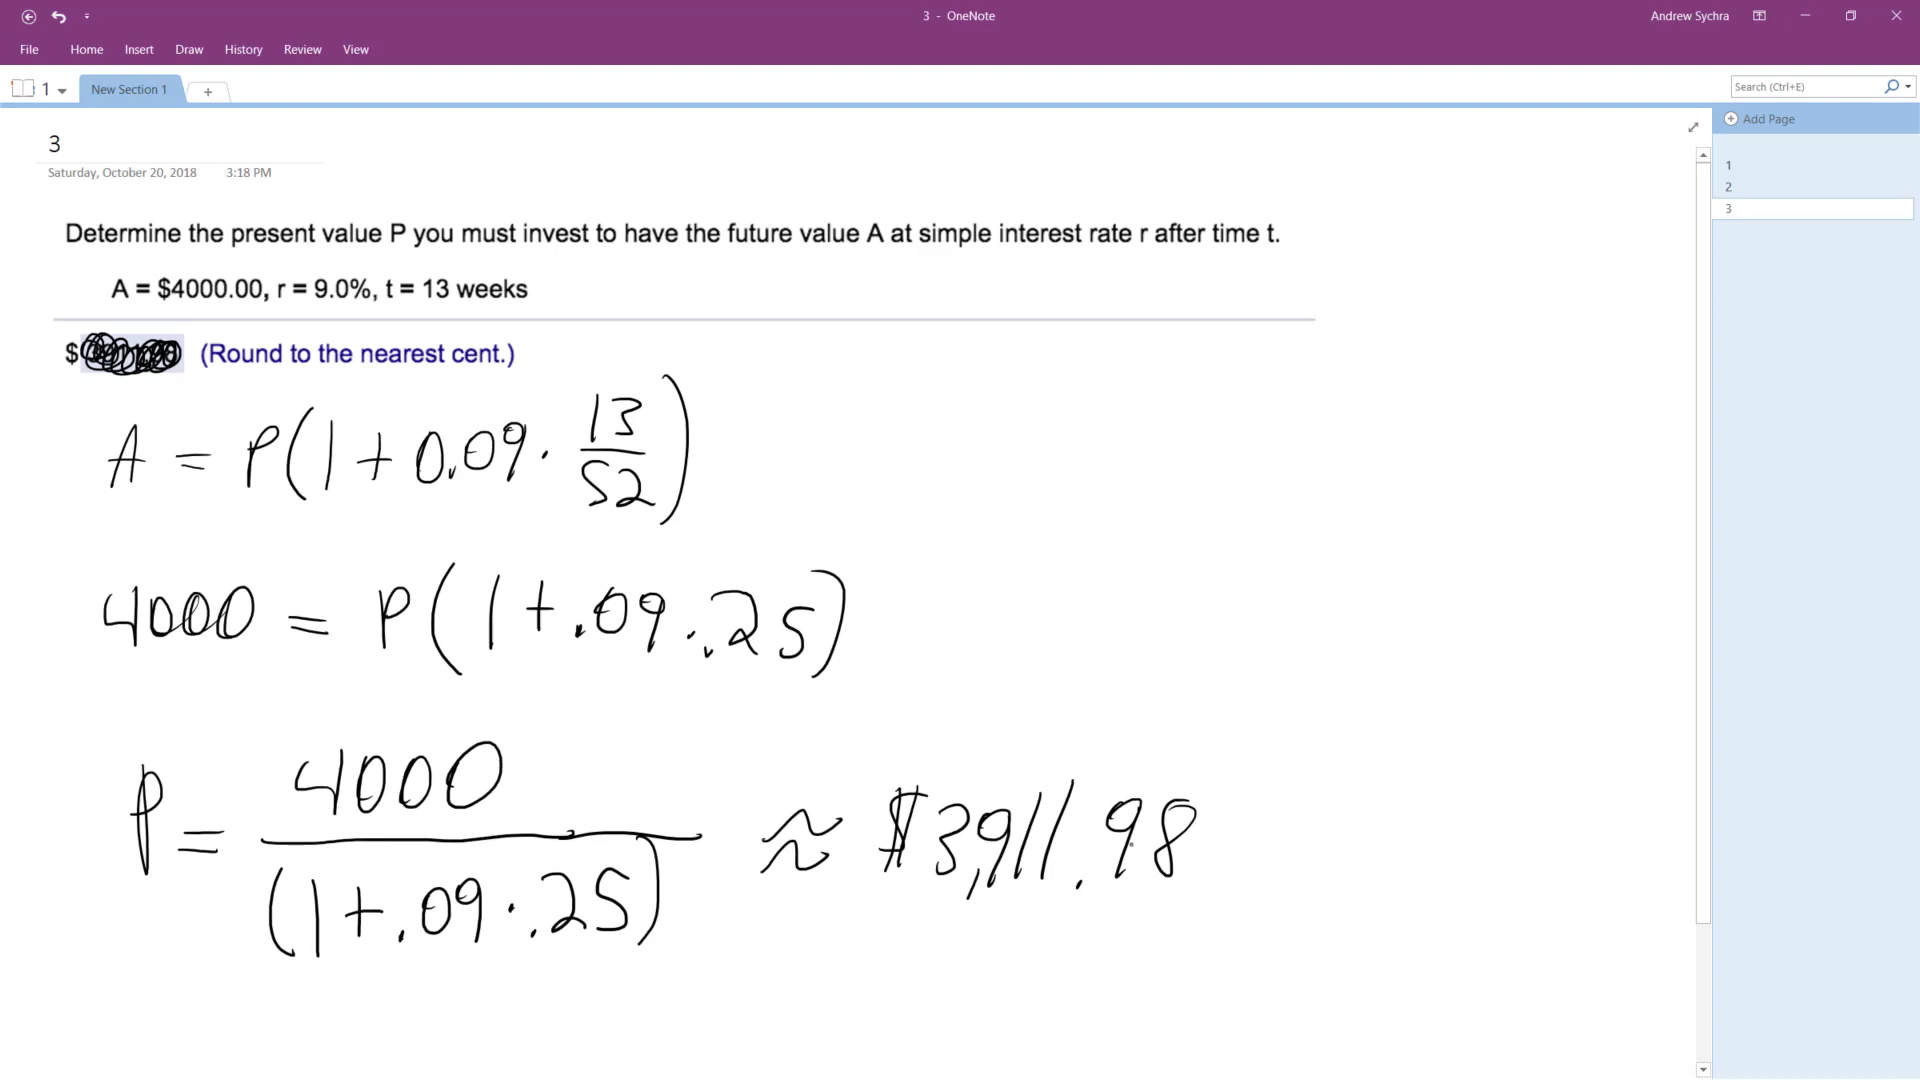 3 - OneNote
Andrew Sychra
File Home Insert Draw History Review View
1 New Section 1 +
Search (Ctrl+E)
Add Page
1
2
3
3
Saturday, October 20, 2018 3:18 PM
Determine the present value P you must invest to have the future value A at simple interest rate r after time t.
A = $4000.00, r = 9.0%, t = 13 weeks
$ (Round to the nearest cent.)
A = P(1 + 0.09 · 13/52)
4000 = P(1 + .09 · .25)
P = 4000/(1 + .09 · .25) ≈ $3,911.98